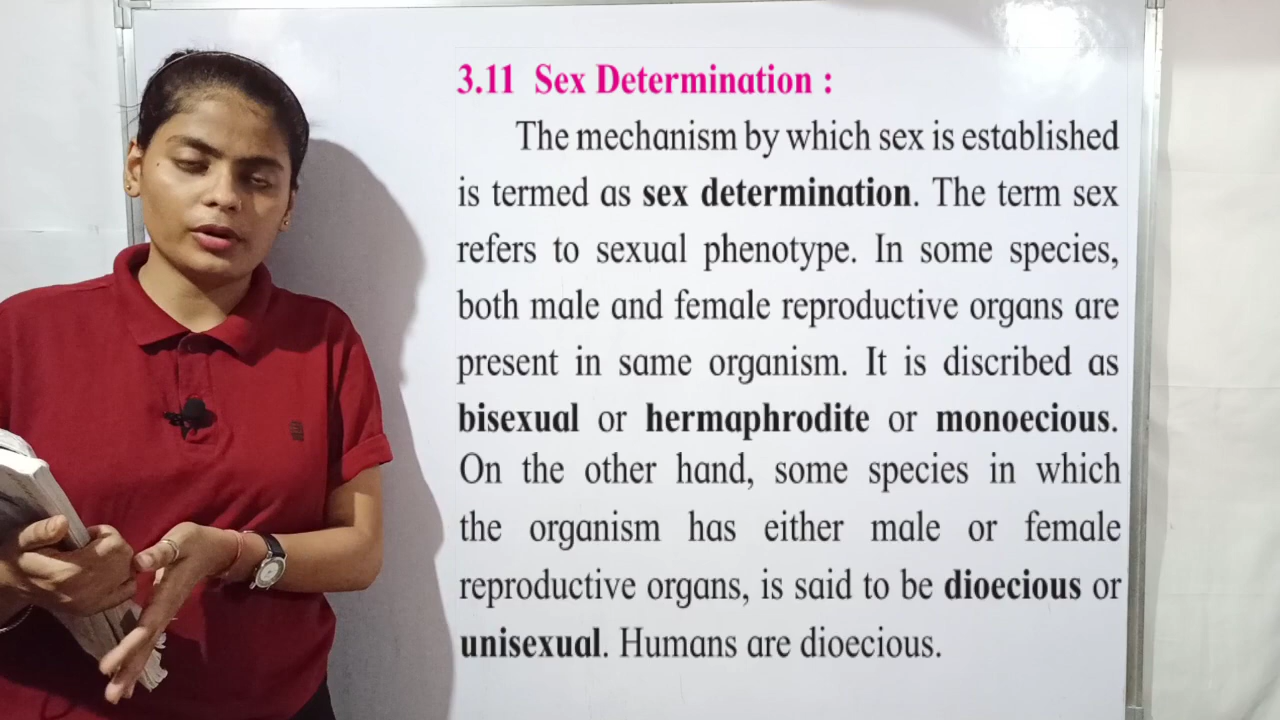 3.11 Sex Determination :
The mechanism by which sex is established
is termed as sex determination. The term sex
refers to sexual phenotype. In some species,
both male and female reproductive organs are
present in same organism. It is discribed as
bisexual or hermaphrodite or monoecious.
On the other hand, some species in which
the organism has either male or female
reproductive organs, is said to be dioecious or
unisexual. Humans are dioecious.